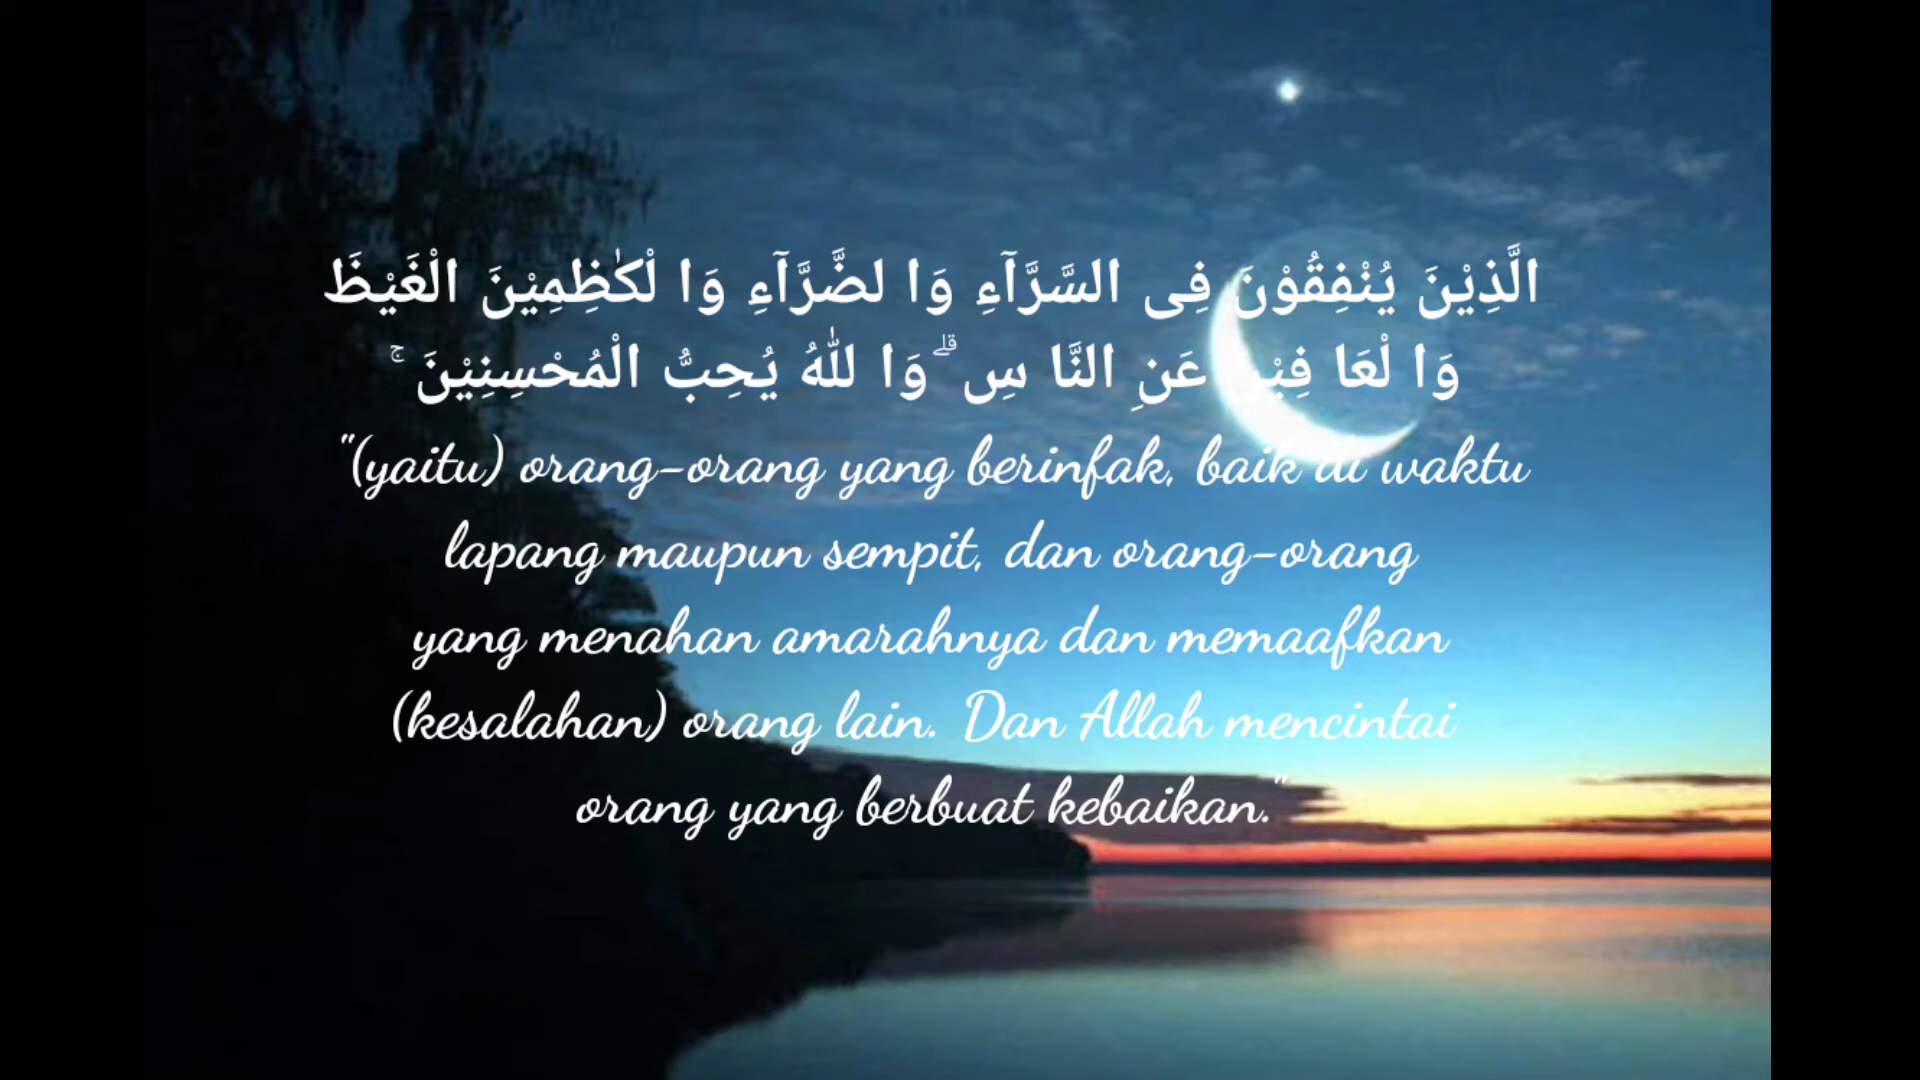 الَّذِيْنَ يُنْفِقُوْنَ فِى السَّرَّآءِ وَا لضَّرَّآءِ وَا لْكٰظِمِيْنَ الْغَيْظَ
وَا لْعَا فِيْنَ عَنِ النَّا سِ ۗ وَا للّٰهُ يُحِبُّ الْمُحْسِنِيْنَ ۚ
"(yaitu) orang-orang yang berinfak, baik di waktu
lapang maupun sempit, dan orang-orang
yang menahan amarahnya dan memaafkan
(kesalahan) orang lain. Dan Allah mencintai
orang yang berbuat kebaikan."